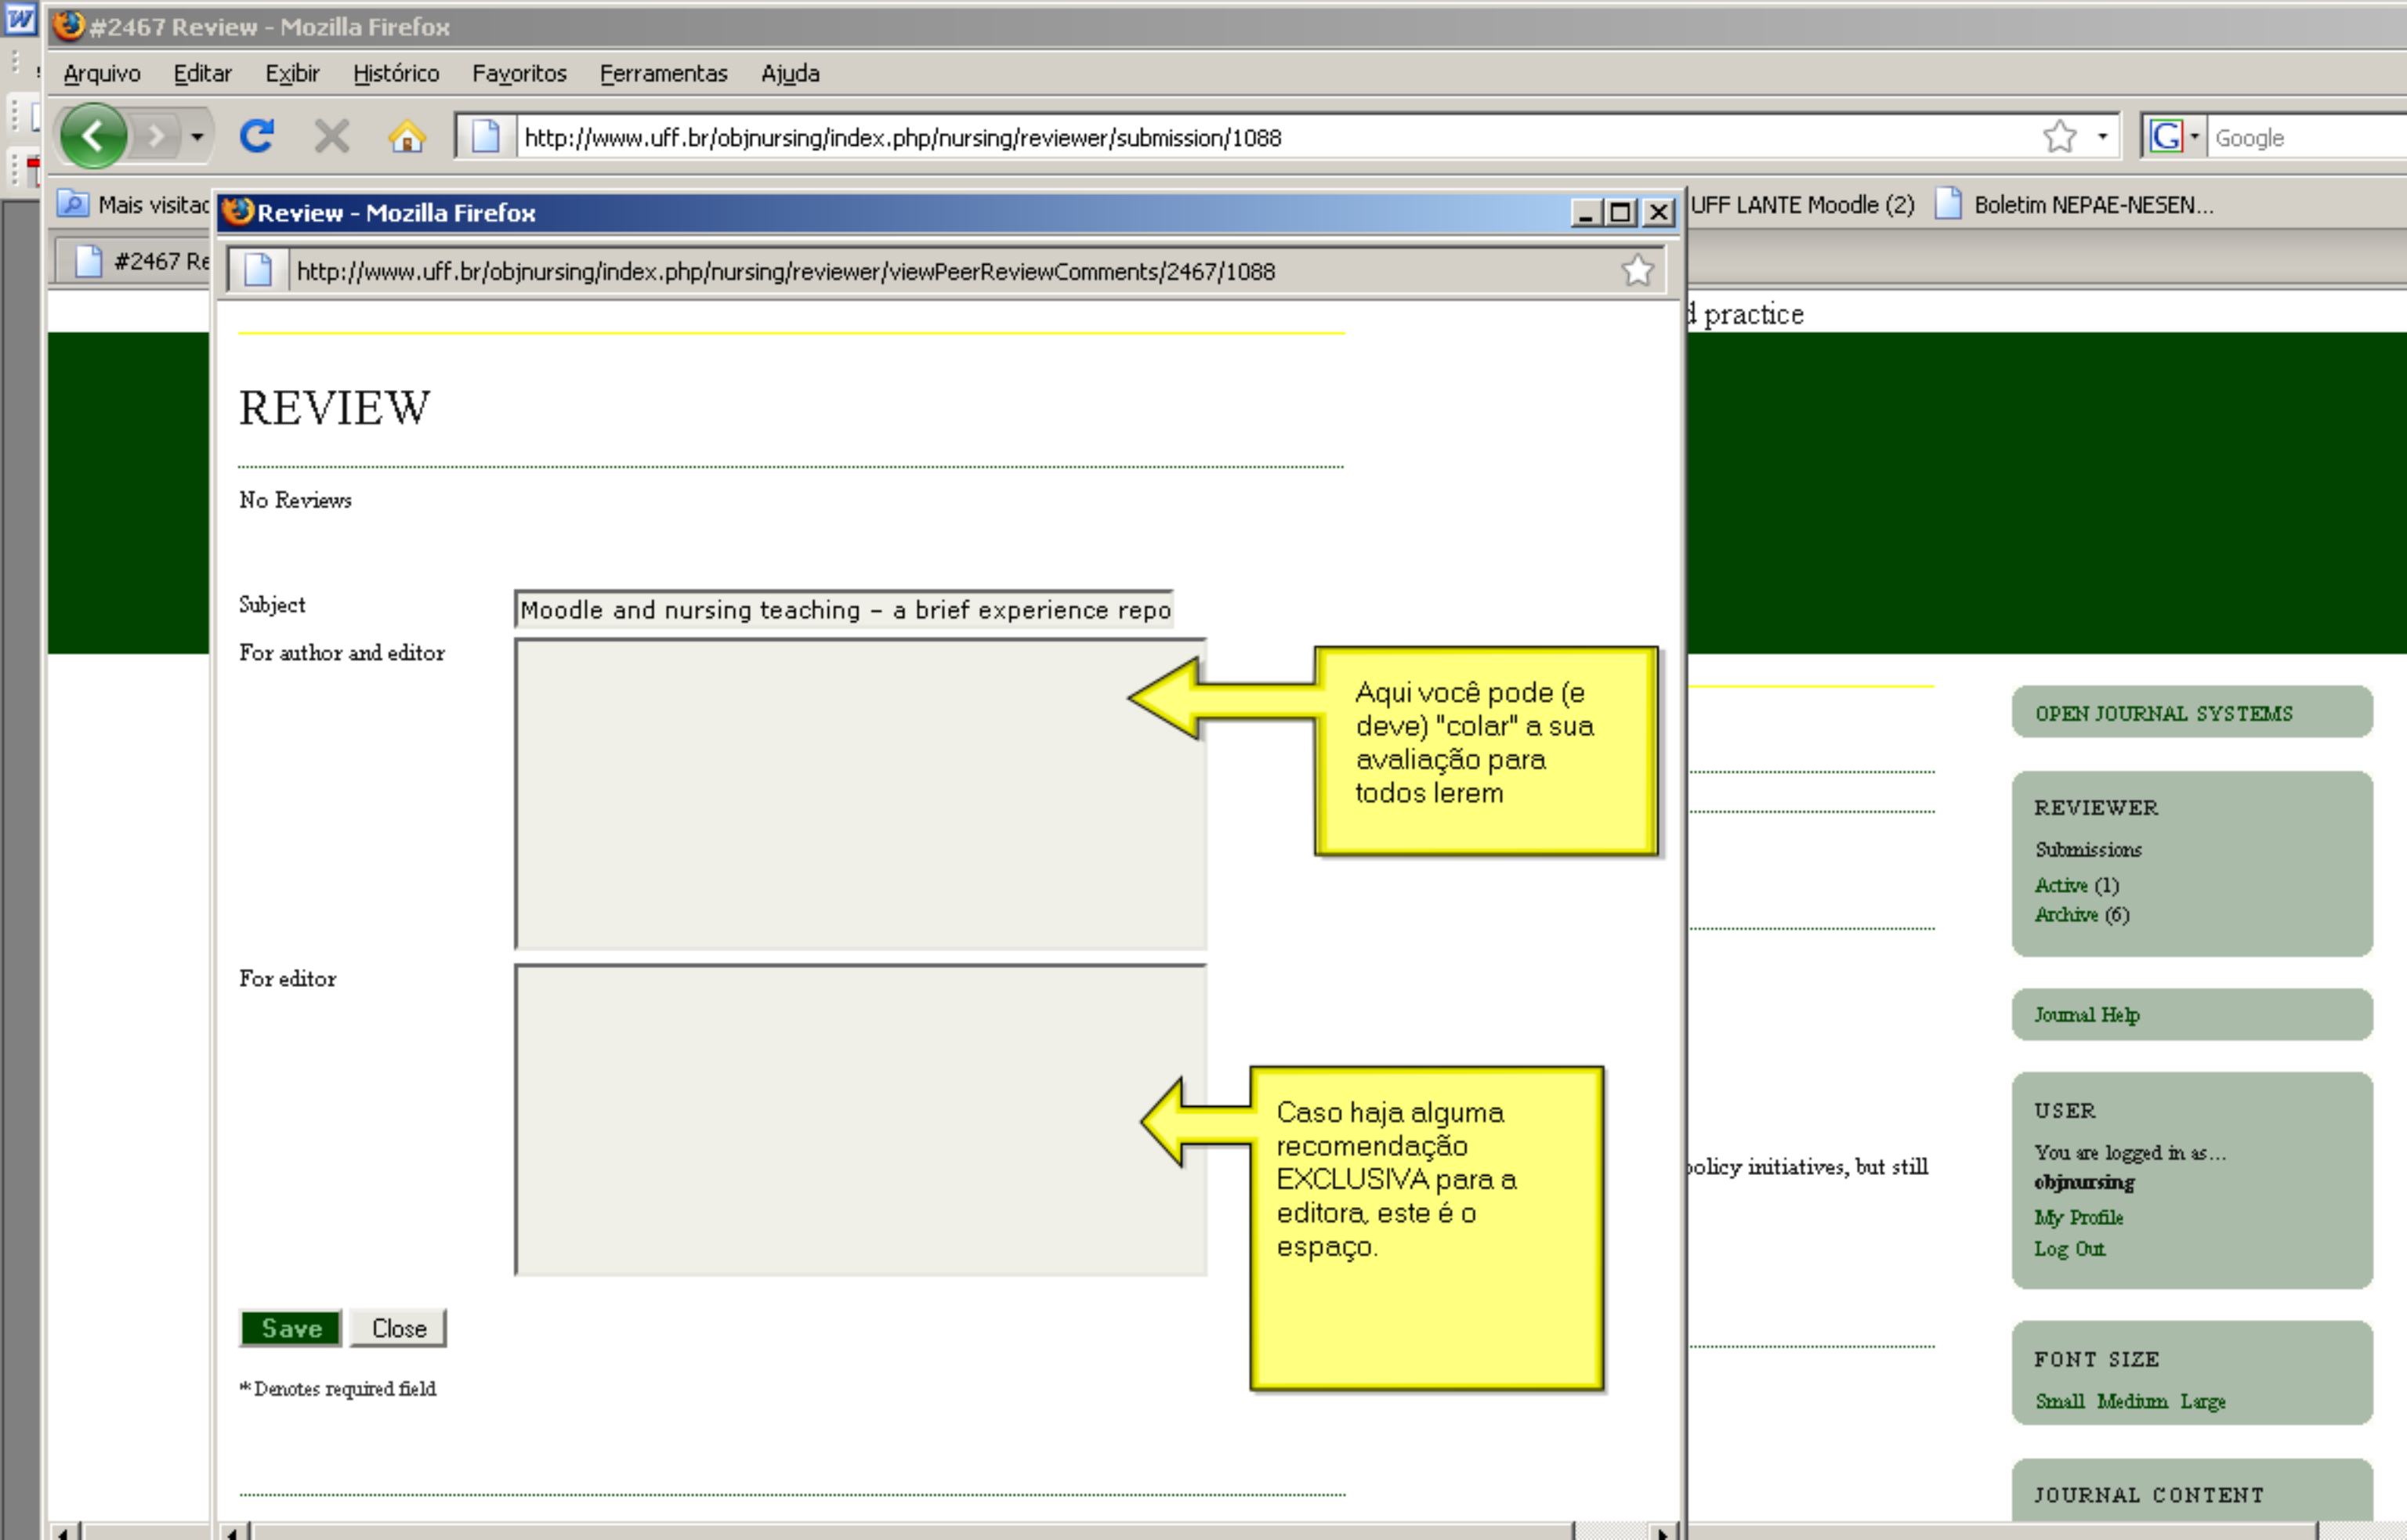 #2467 Review - Mozilla Firefox
Arquivo Editar Exibir Histórico Favoritos Ferramentas Ajuda
http://www.uff.br/objnursing/index.php/nursing/reviewer/submission/1088
Google
Mais visitad
UFF LANTE Moodle (2) Boletim NEPAE-NESEN...
#2467 Re
Review - Mozilla Firefox
http://www.uff.br/objnursing/index.php/nursing/reviewer/viewPeerReviewComments/2467/1088
d practice
REVIEW
No Reviews
Subject
Moodle and nursing teaching – a brief experience repo
For author and editor
Aqui você pode (e
deve) "colar" a sua
avaliação para
todos lerem
For editor
Caso haja alguma
recomendação
EXCLUSIVA para a
editora, este é o
espaço.
Save Close
* Denotes required field
policy initiatives, but still
OPEN JOURNAL SYSTEMS
REVIEWER
Submissions
Active (1)
Archive (6)
Journal Help
USER
You are logged in as...
objnursing
My Profile
Log Out
FONT SIZE
Small Medium Large
JOURNAL CONTENT